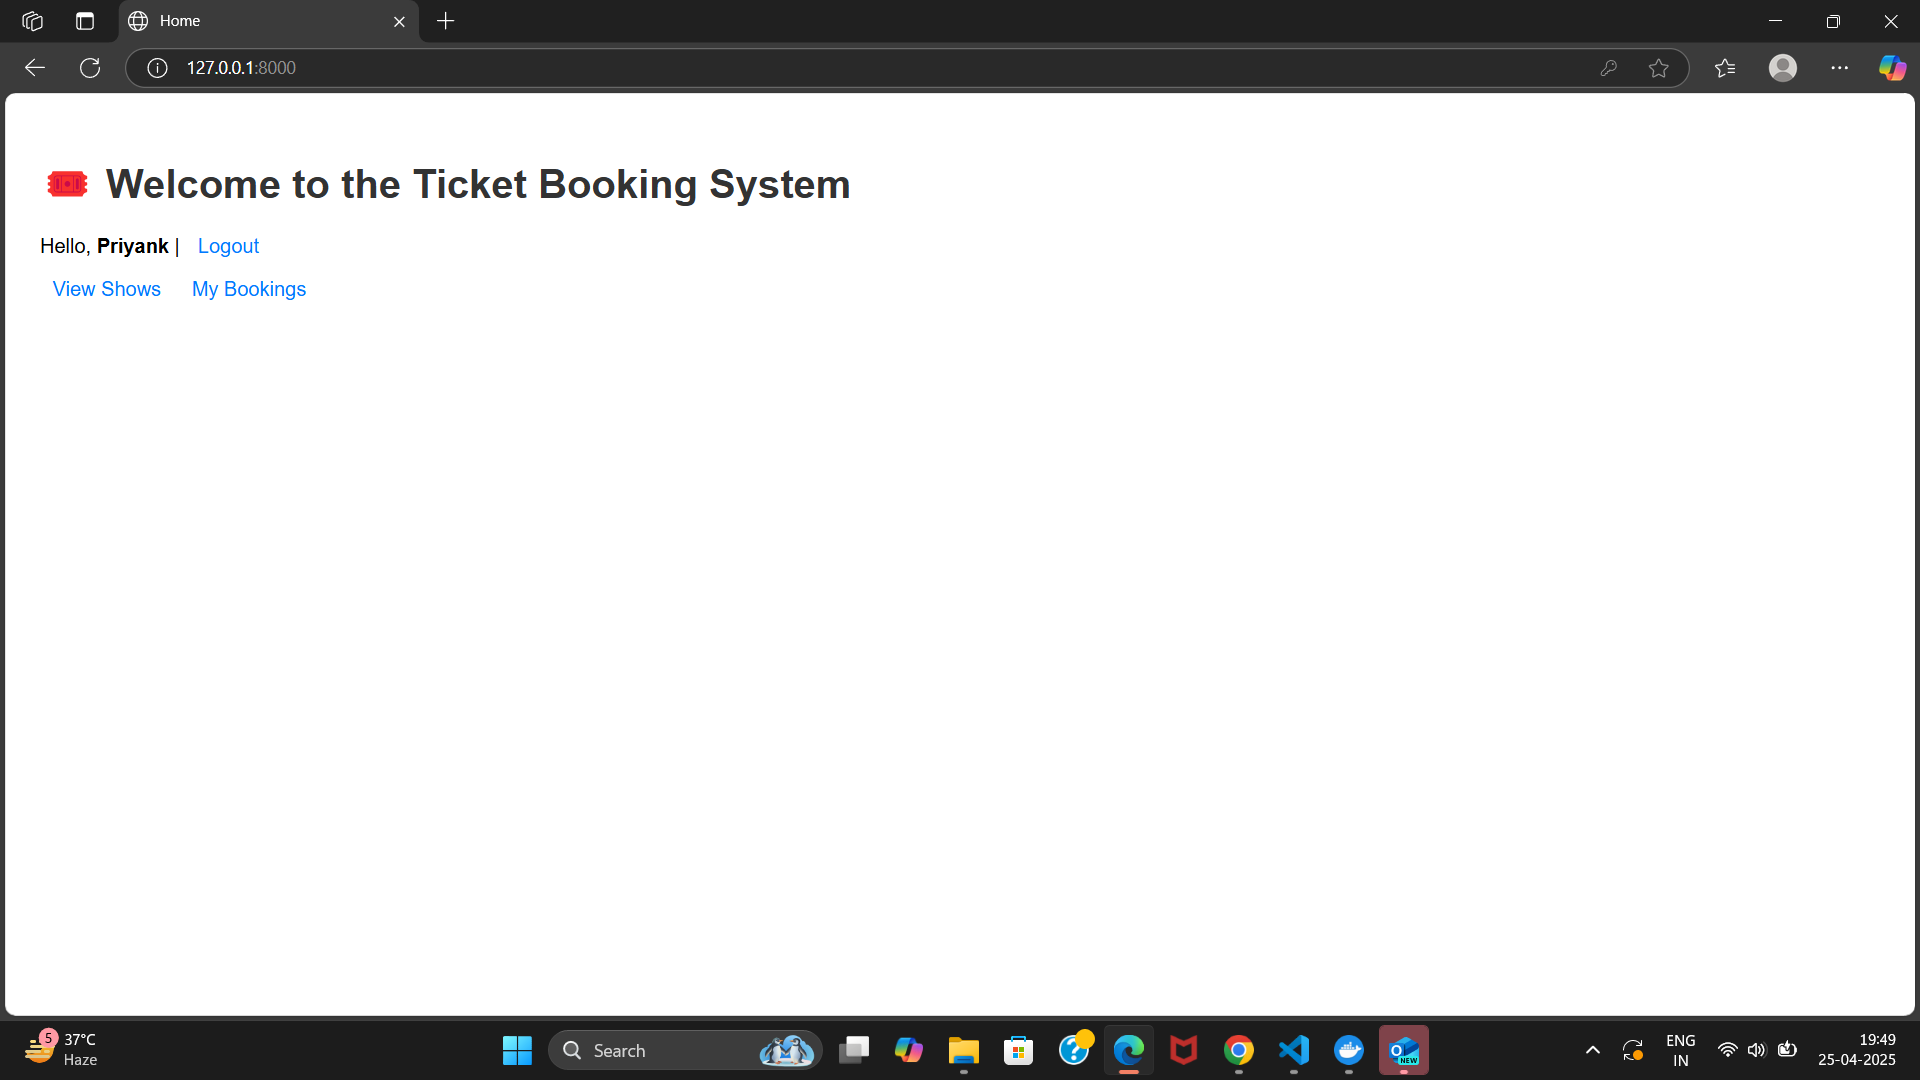 Home
127.0.0.1:8000
Welcome to the Ticket Booking System
Hello, Priyank | Logout
View Shows My Bookings
5
37°C
Haze
Search
NEW
ENG
IN
19:49
25-04-2025